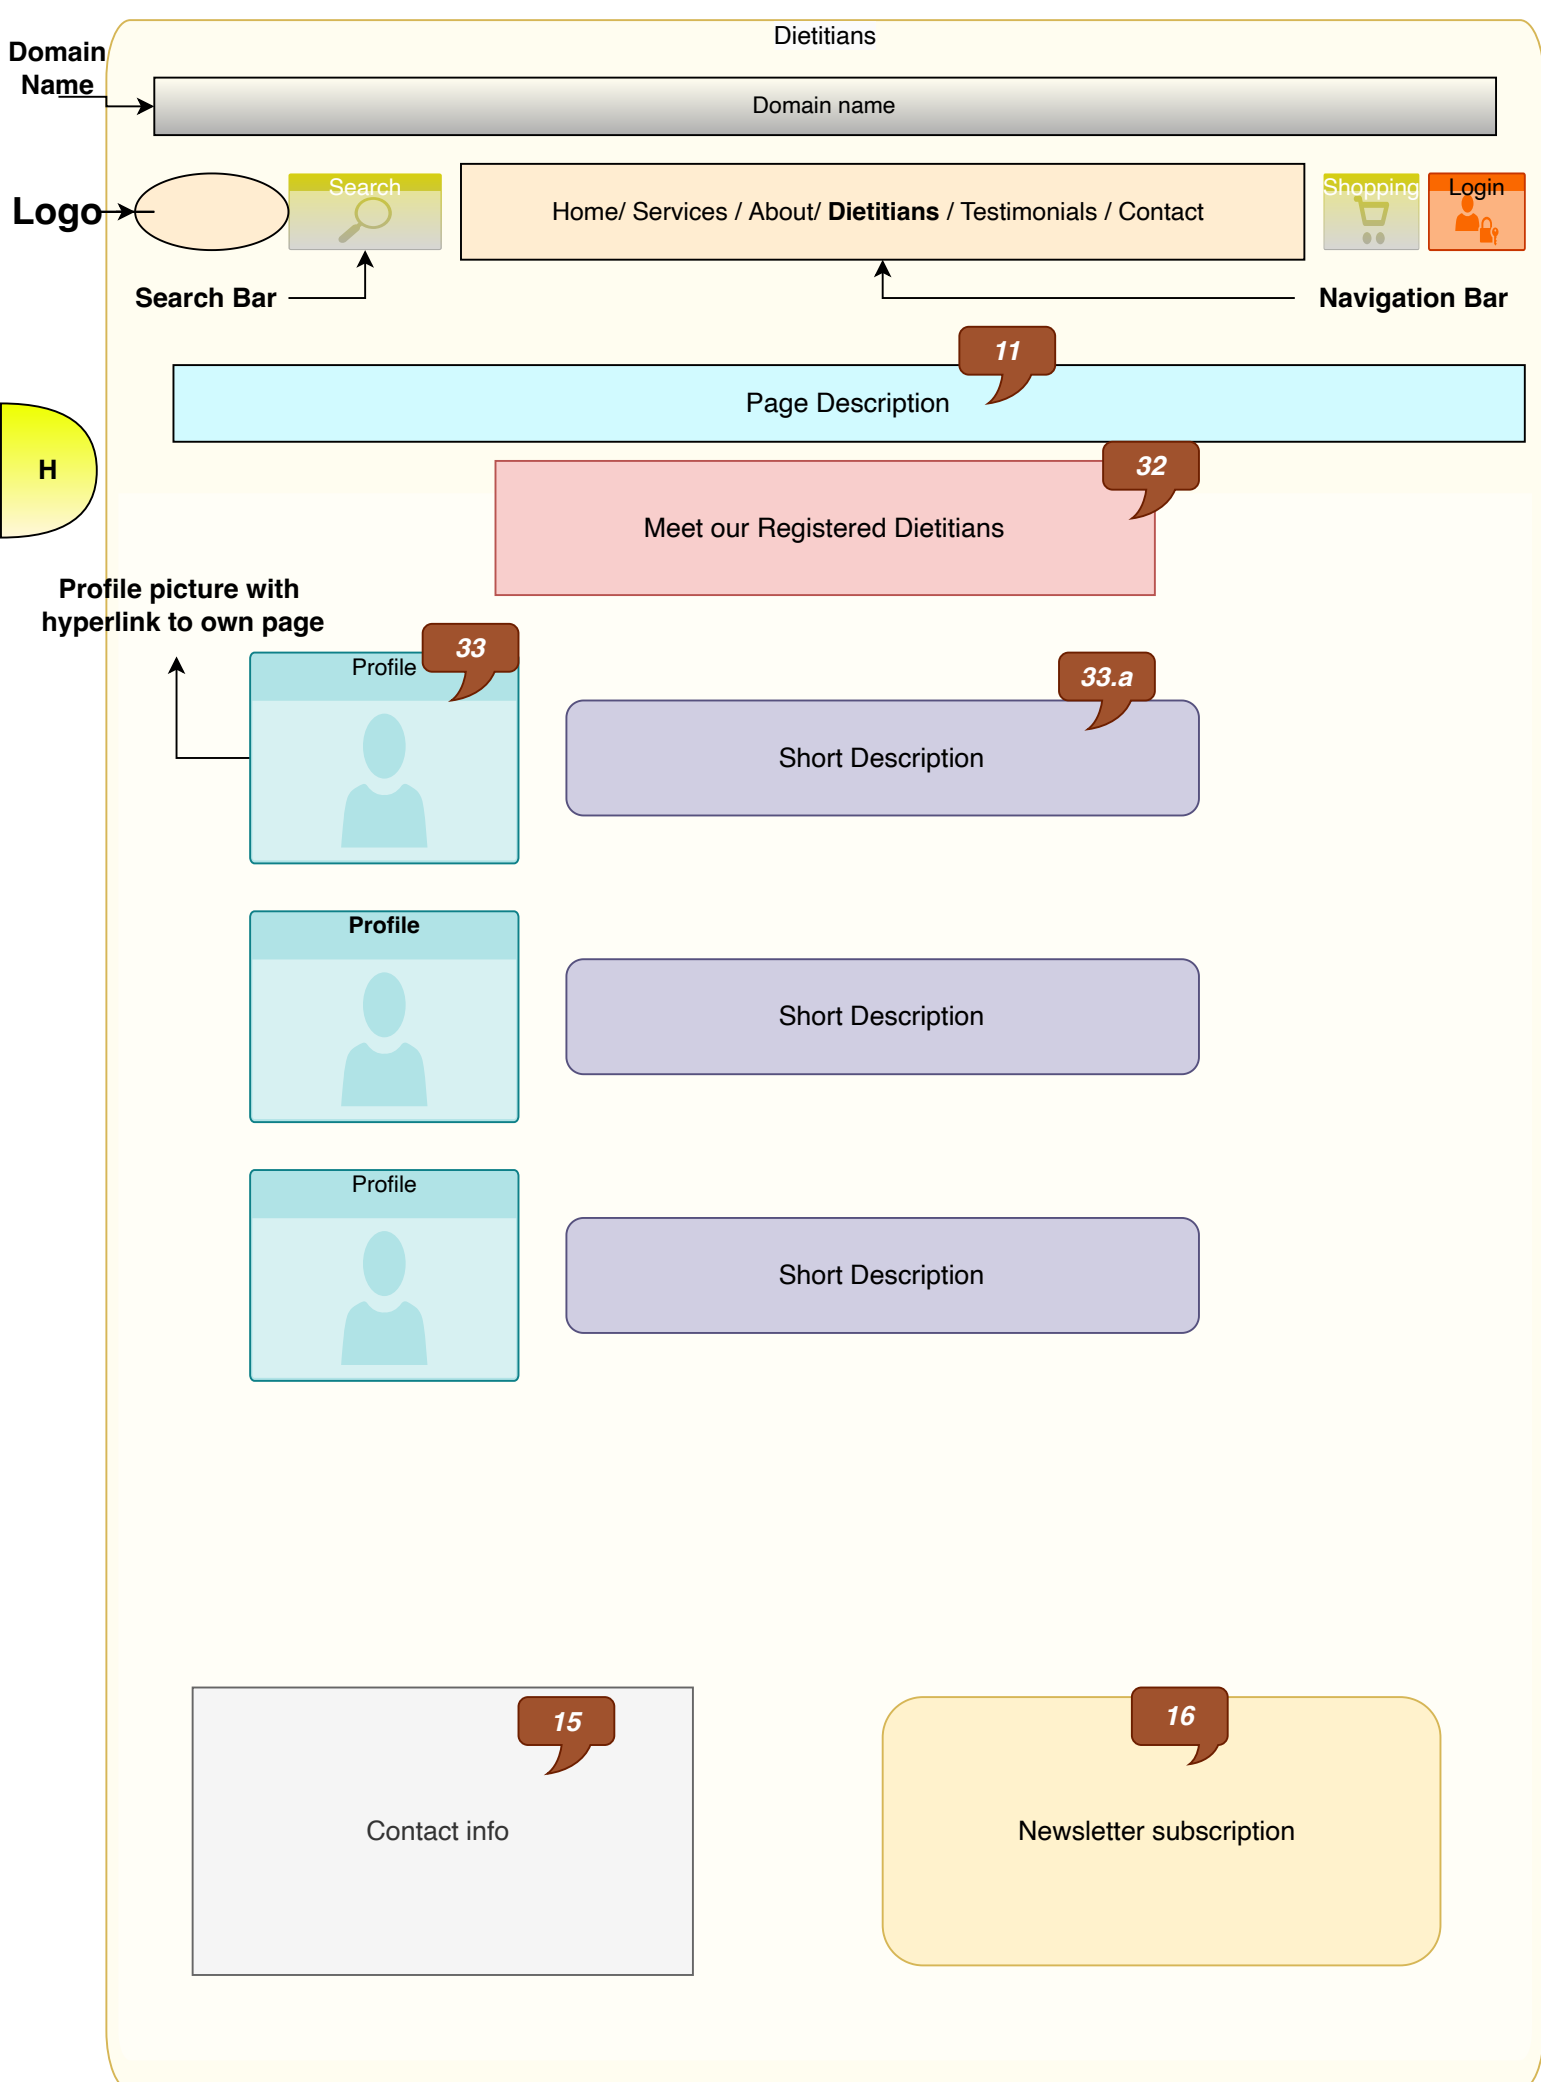 Dietitians
Domain
Name
Domain name
Logo
Search
Home/ Services / About/ Dietitians / Testimonials / Contact
Shopping
Login
Search Bar
Navigation Bar
11
Page Description
H
32
Meet our Registered Dietitians
Profile picture with
hyperlink to own page
Profile
33
33.a
Short Description
Profile
Short Description
Profile
Short Description
15
Contact info
16
Newsletter subscription